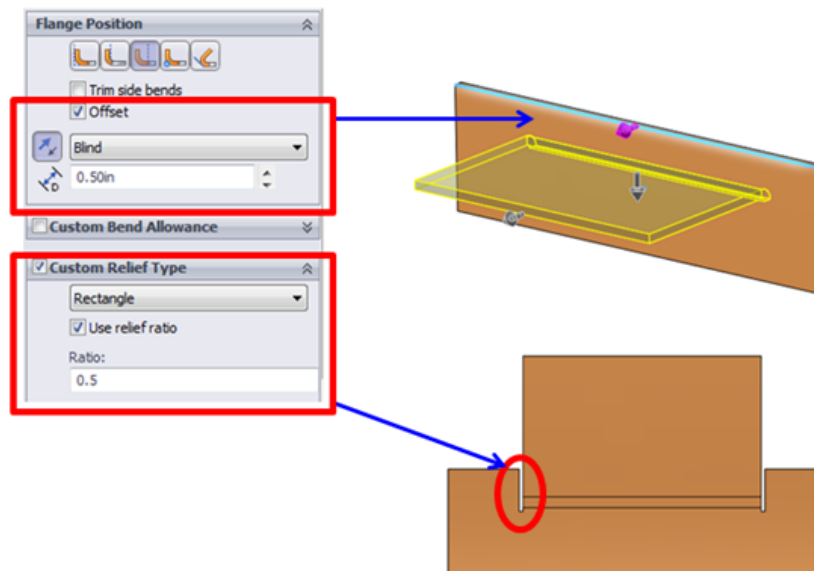 Flange Position
Trim side bends
Offset
Blind
D
0.50in
Custom Bend Allowance
Custom Relief Type
Rectangle
Use relief ratio
Ratio:
0.5